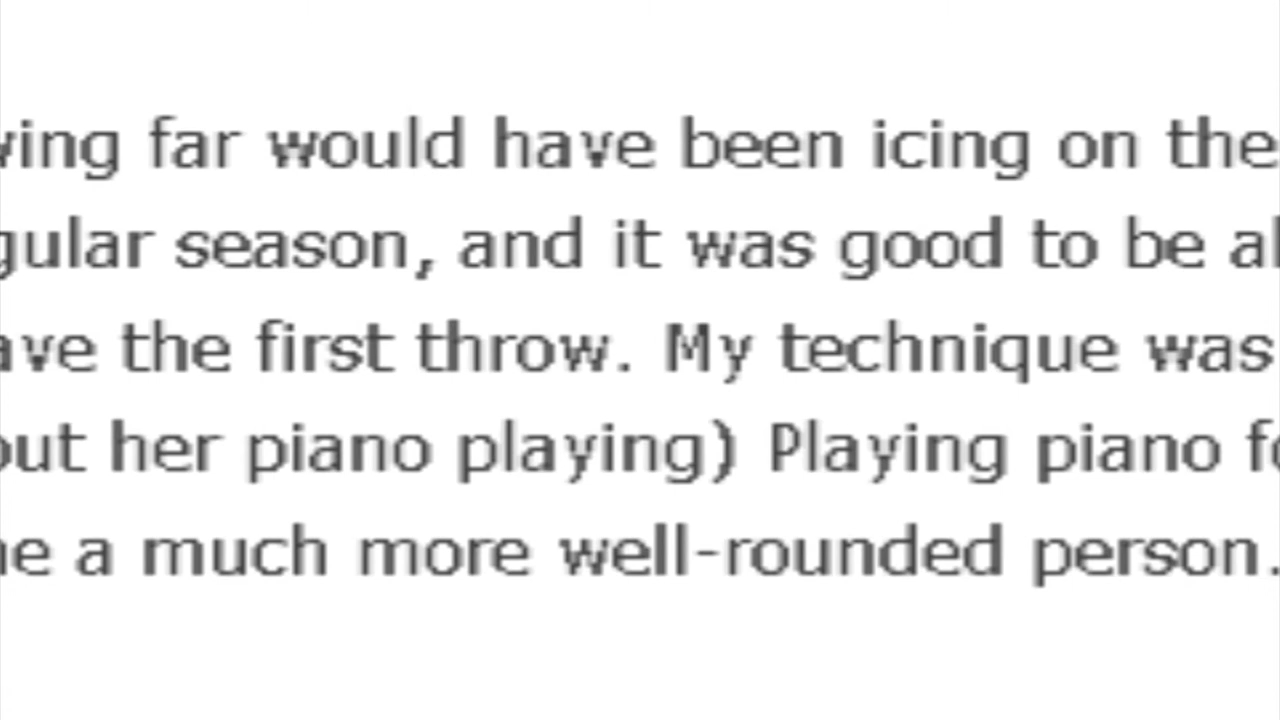 wing far would have been icing on the
gular season, and it was good to be al
ave the first throw. My technique was
out her piano playing) Playing piano fo
ne a much more well-rounded person.